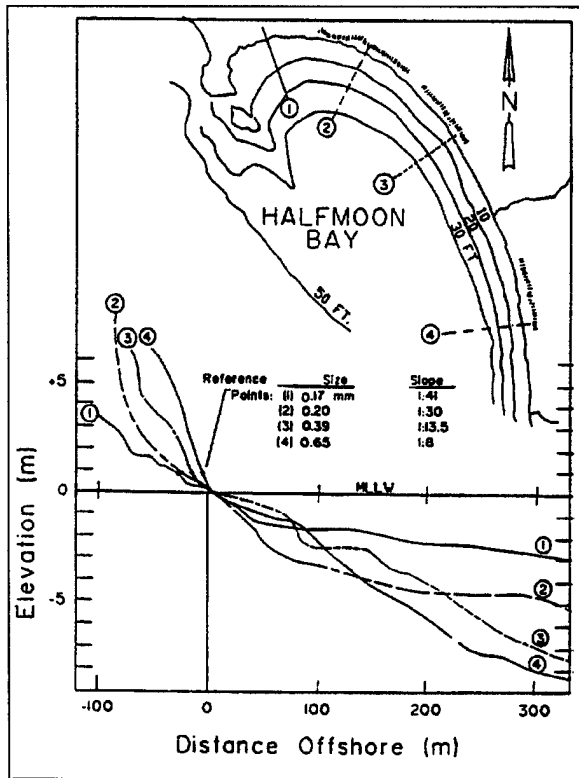 N
①
②
③
④
HALFMOON
BAY
10
20
30 FT
50 FT.
Reference
Points:
Size
Slope
(1) 0.17 mm
1:41
(2) 0.20
1:30
(3) 0.39
1:13.5
(4) 0.65
1:8
②
③
④
①
+5
0
-5
MLLW
①
②
③
④
Elevation (m)
-100
0
100
200
300
Distance Offshore (m)